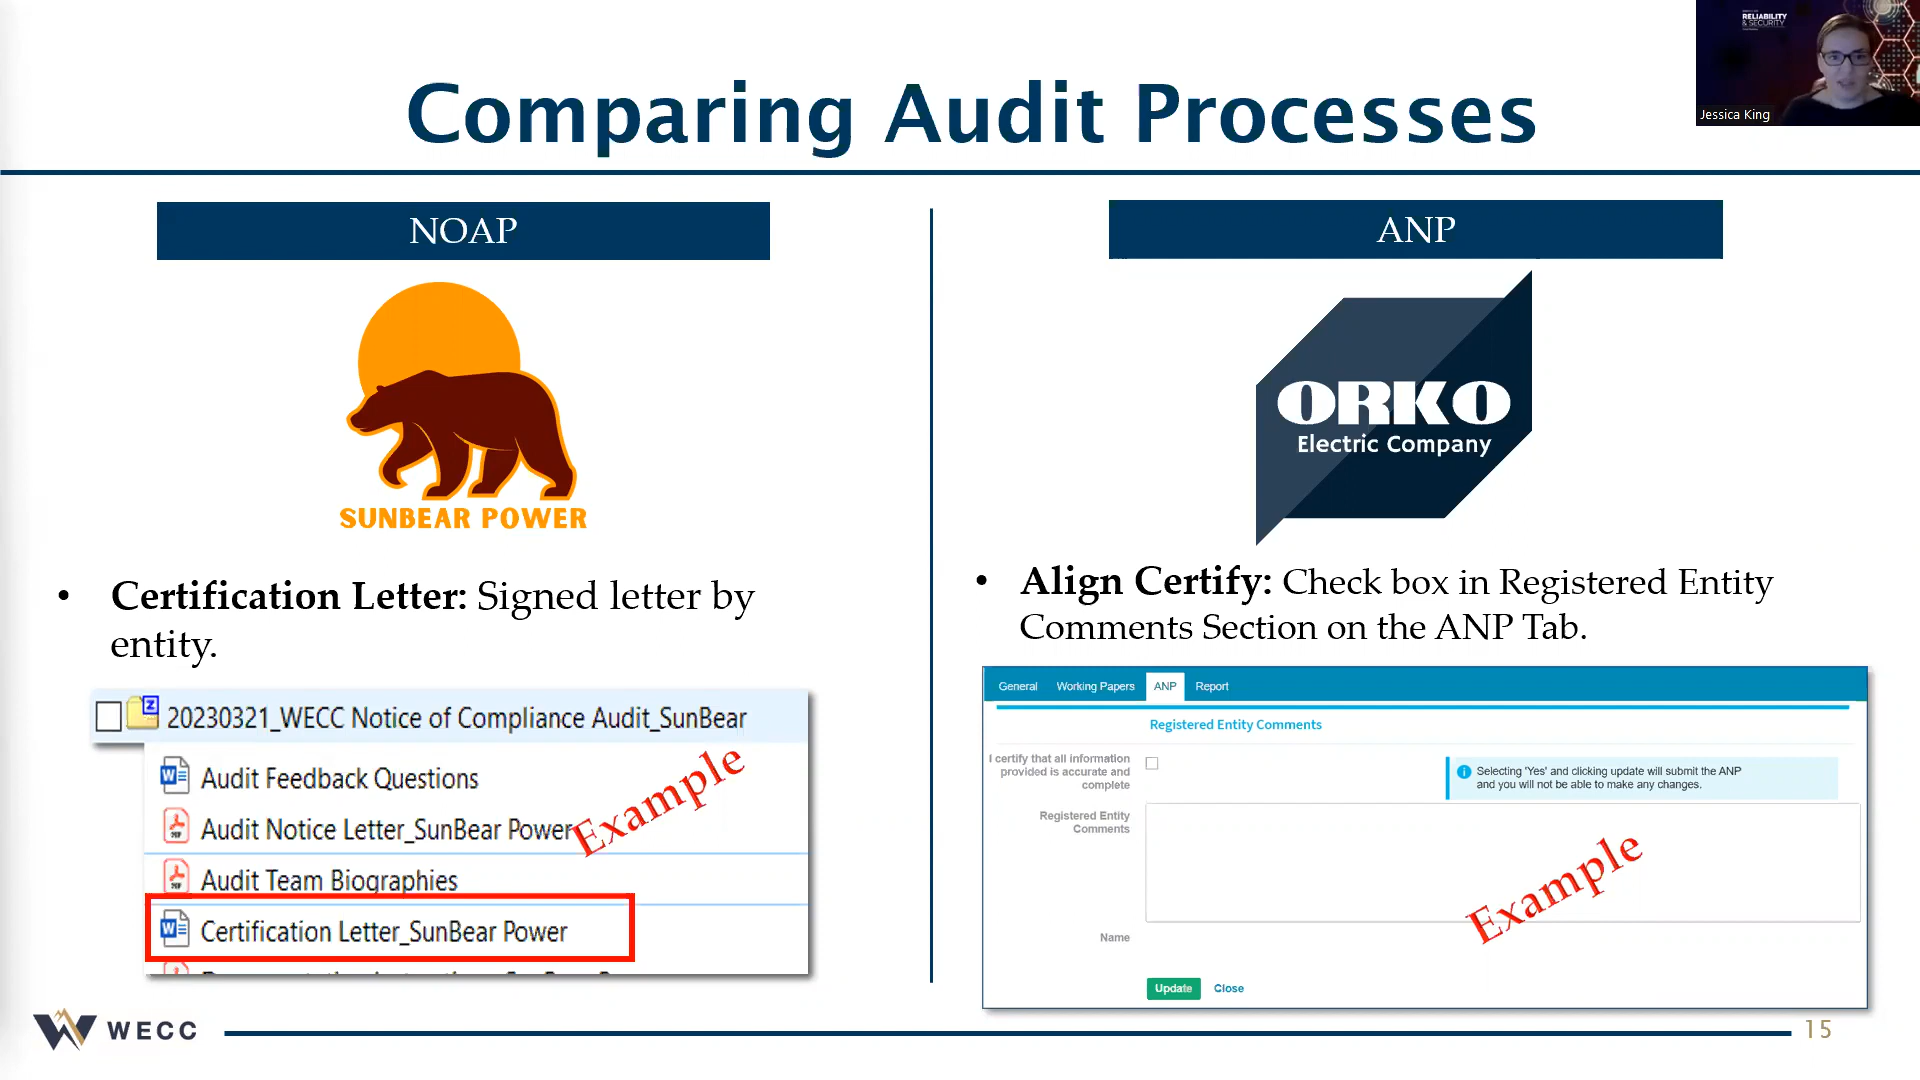 RELIABILITY
& SECURITY
Jessica King
Comparing Audit Processes
NOAP
SUNBEAR POWER
• Certification Letter: Signed letter by
entity.
20230321_WECC Notice of Compliance Audit_SunBear
Audit Feedback Questions
Audit Notice Letter_SunBear Power
Audit Team Biographies
Certification Letter_SunBear Power
Example
ANP
ORKO
Electric Company
• Align Certify: Check box in Registered Entity
Comments Section on the ANP Tab.
General Working Papers ANP Report
Registered Entity Comments
I certify that all information
provided is accurate and
complete
Selecting 'Yes' and clicking update will submit the ANP
and you will not be able to make any changes.
Registered Entity
Comments
Example
Name
Update Close
WECC
15